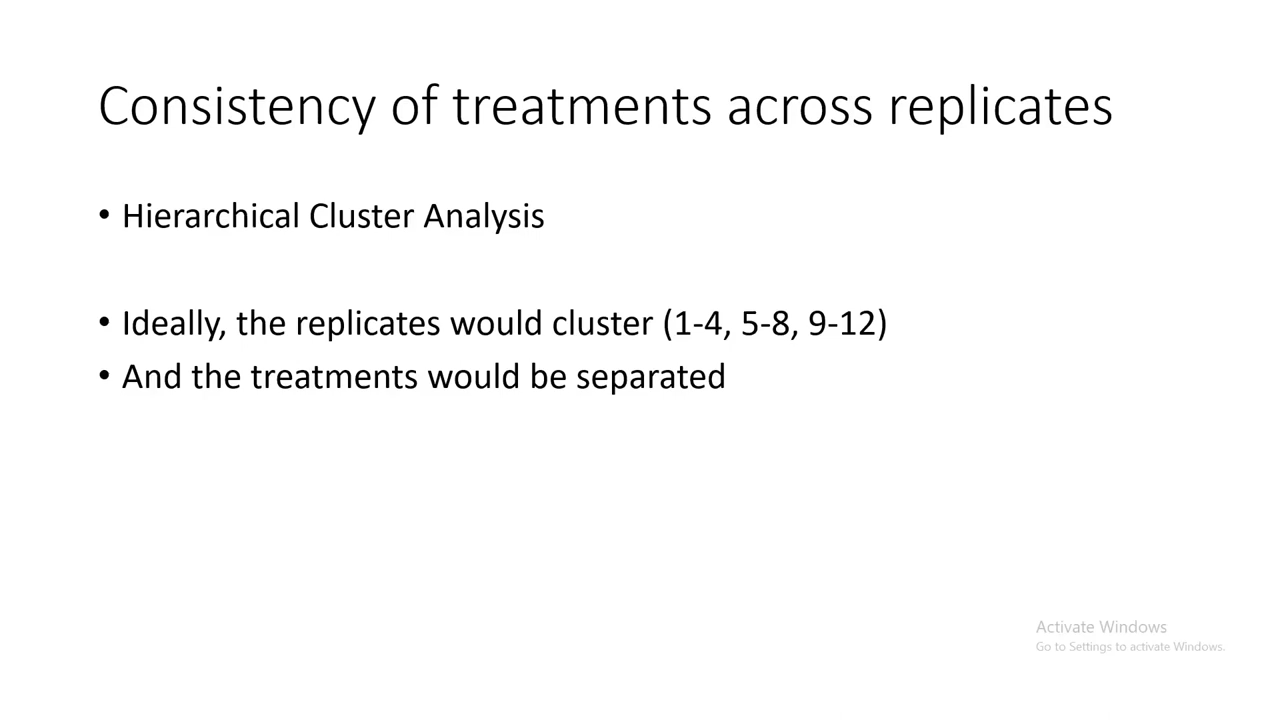 Consistency of treatments across replicates
• Hierarchical Cluster Analysis
• Ideally, the replicates would cluster (1-4, 5-8, 9-12)
• And the treatments would be separated
Activate Windows
Go to Settings to activate Windows.